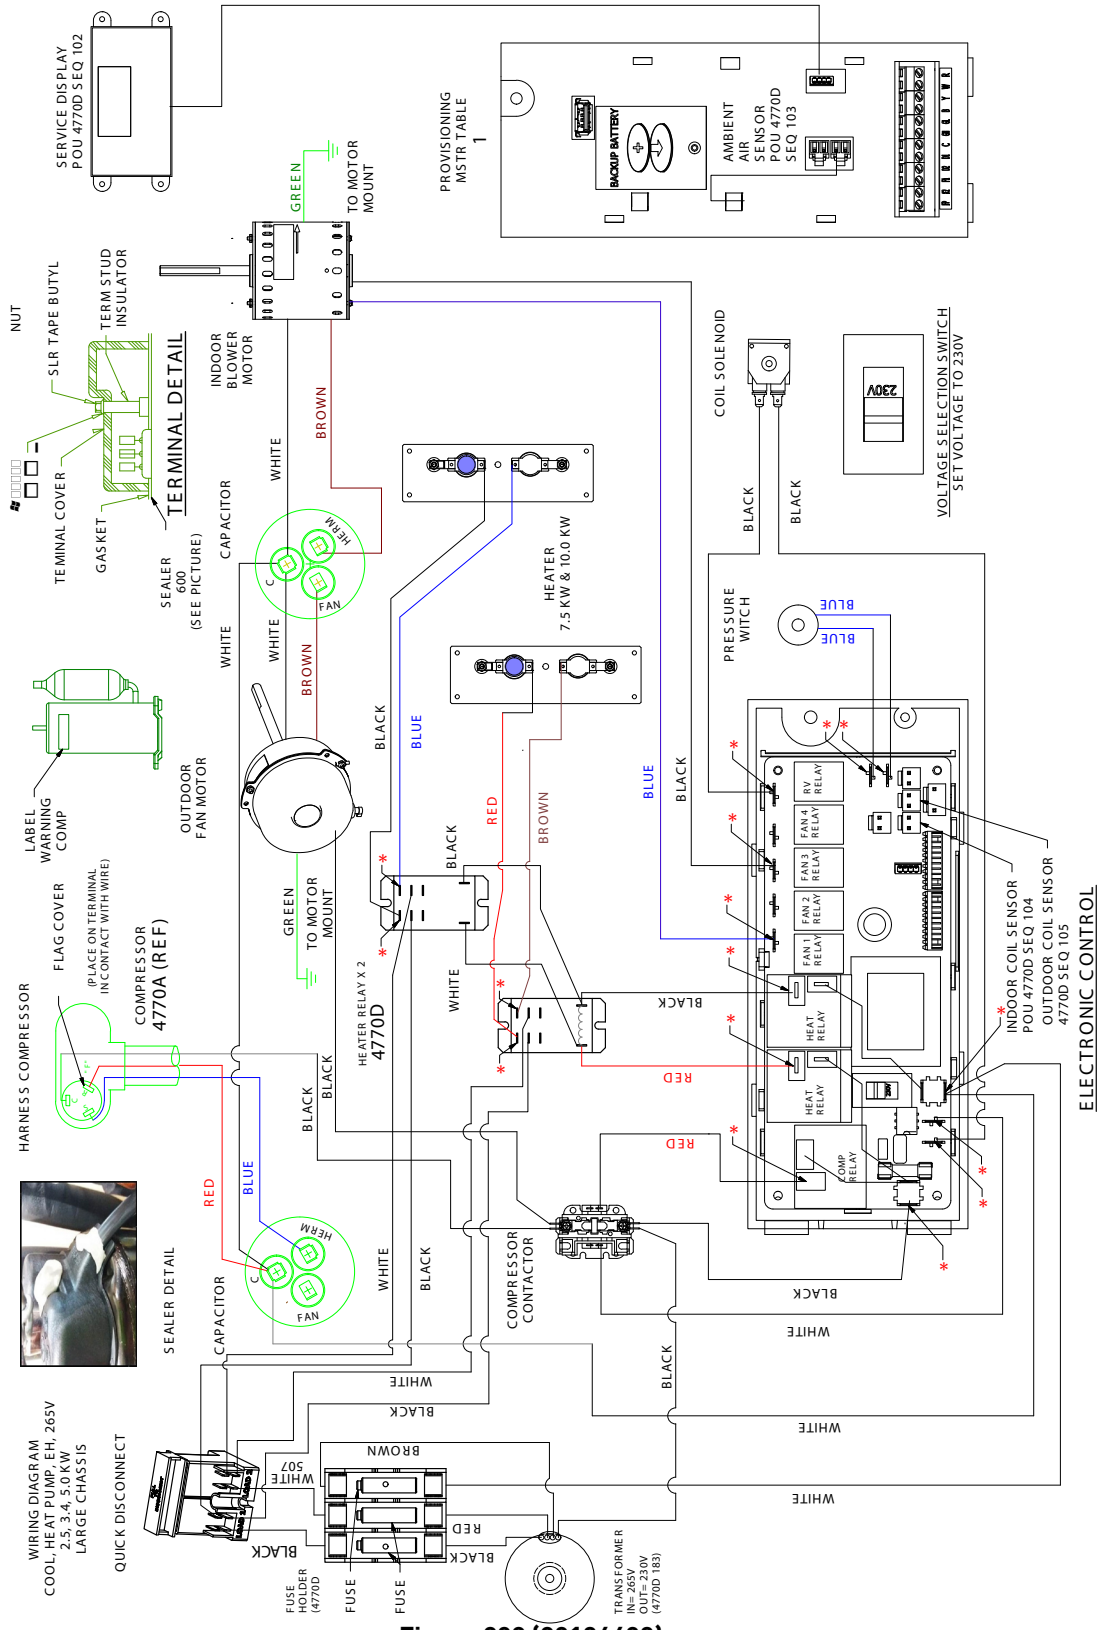 WIRING DIAGRAM
COOL, HEAT PUMP, EH, 265V
2.5, 3.4, 5.0 KW
LARGE CHASSIS
QUICK DISCONNECT
LOAD 2
LOAD 2
SEALER DETAIL
CAPACITOR
C
HERM
FAN
HARNESS COMPRESSOR
FLAG COVER
(PLACE ON TERMINAL
IN CONTACT WITH WIRE)
COMPRESSOR
4770A (REF)
RED
BLUE
LABEL
WARNING
COMP
OUTDOOR
FAN MOTOR
GREEN
TO MOTOR
MOUNT
TEMINAL COVER
GASKET
SEALER
600
(SEE PICTURE)
NUT
SLR TAPE BUTYL
TERM STUD
INSULATOR
TERMINAL DETAIL
CAPACITOR
C
HERM
FAN
WHITE
WHITE
WHITE
BROWN
BROWN
INDOOR
BLOWER
MOTOR
GREEN
TO MOTOR
MOUNT
SERVICE DISPLAY
POU 4770D SEQ 102
PROVISIONING
MSTR TABLE
1
BACKUP BATTERY
AMBIENT
AIR
SENSOR
POU 4770D
SEQ 103
HEATER
7.5 KW & 10.0 KW
BLACK
BLUE
RED
BROWN
BLACK
WHITE
HEATER RELAY X 2
4770D
BLACK
BLACK
WHITE
BLACK
WHITE
BLACK
BROWN
WHITE
507
RED
BLACK
BLACK
FUSE
HOLDER
(4770D
FUSE
FUSE
TRANSFORMER
IN= 265V
OUT= 230V
(4770D 183)
COMPRESSOR
CONTACTOR
BLACK
BLACK
WHITE
WHITE
WHITE
RED
RED
BLACK
BLUE
BLACK
COIL SOLENOID
BLACK
BLACK
PRESSURE
WITCH
BLUE
BLUE
230V
VOLTAGE SELECTION SWITCH
SET VOLTAGE TO 230V
RV
RELAY
FAN 4
RELAY
FAN 3
RELAY
FAN 2
RELAY
FAN 1
RELAY
HEAT
RELAY
HEAT
RELAY
COMP
RELAY
230V
INDOOR COIL SENSOR
POU 4770D SEQ 104
OUTDOOR COIL SENSOR
4770D SEQ 105
ELECTRONIC CONTROL